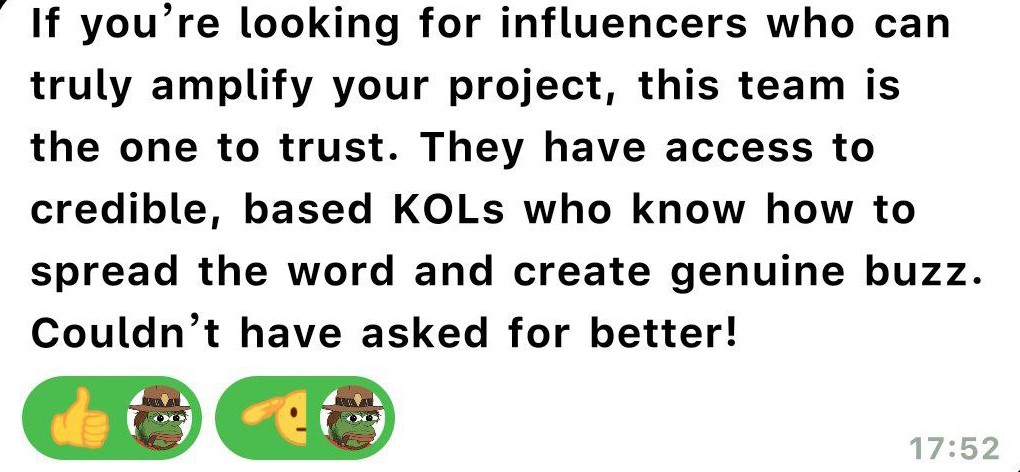 If you’re looking for influencers who can
truly amplify your project, this team is
the one to trust. They have access to
credible, based KOLs who know how to
spread the word and create genuine buzz.
Couldn’t have asked for better!
17:52